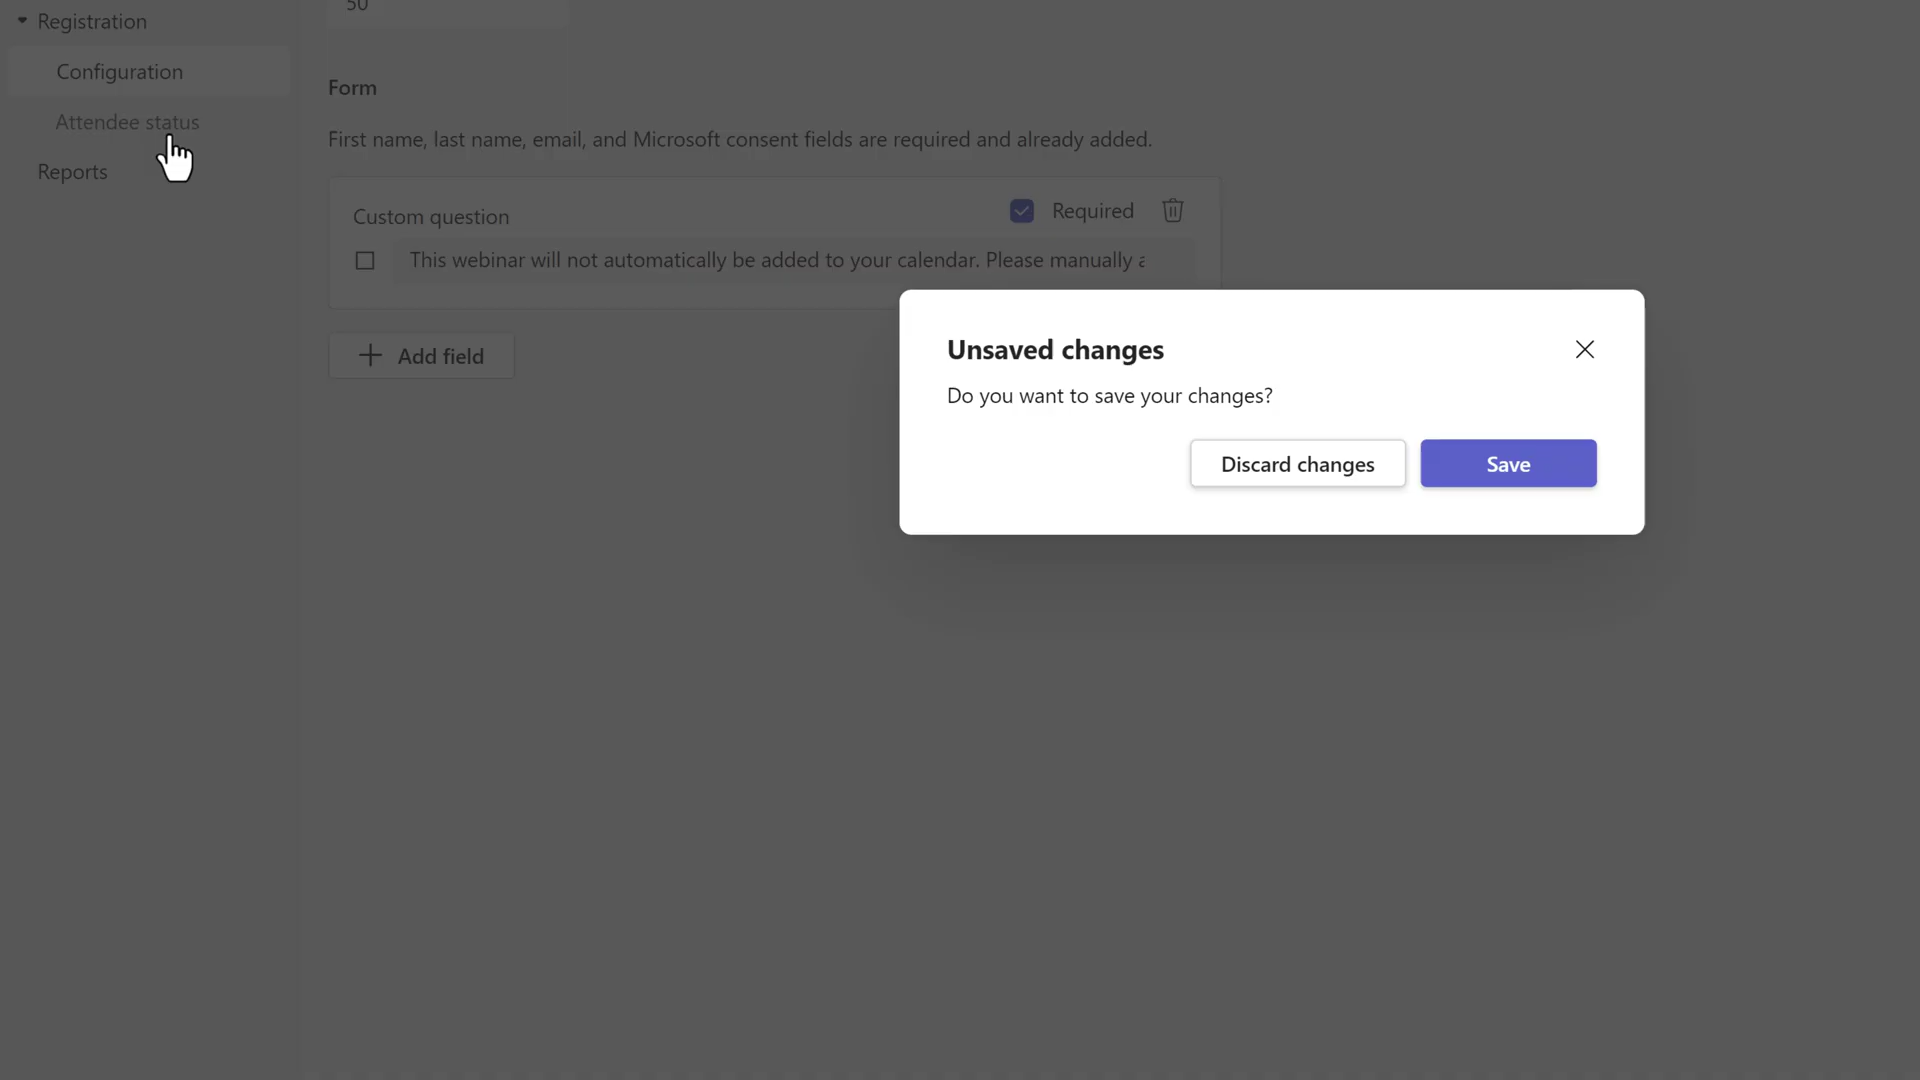 50
Registration
Configuration
Attendee status
Reports
Form
First name, last name, email, and Microsoft consent fields are required and already added.
Custom question
Required
This webinar will not automatically be added to your calendar. Please manually
Add field
Unsaved changes
Do you want to save your changes?
Discard changes
Save